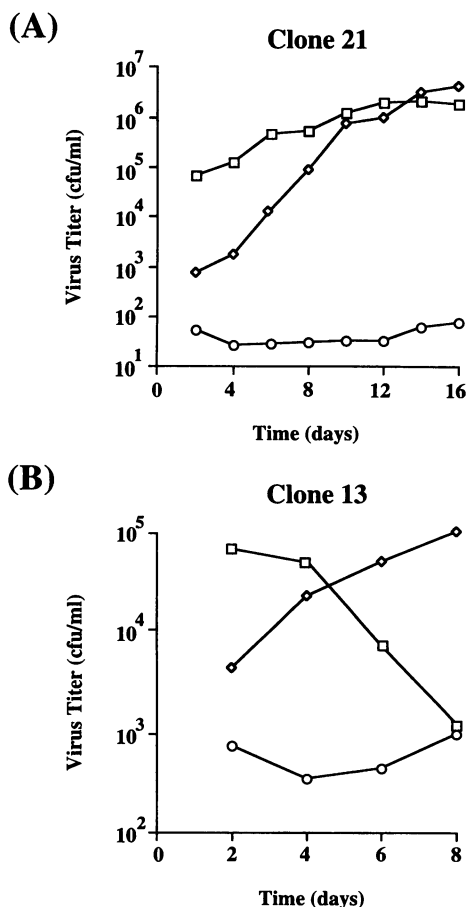 (A)
Clone 21
10^7
10^6
10^5
10^4
10^3
10^2
10^1
Virus Titer (cfu/ml)
0 4 8 12 16
Time (days)
(B)
Clone 13
10^5
10^4
10^3
10^2
Virus Titer (cfu/ml)
0 2 4 6 8
Time (days)